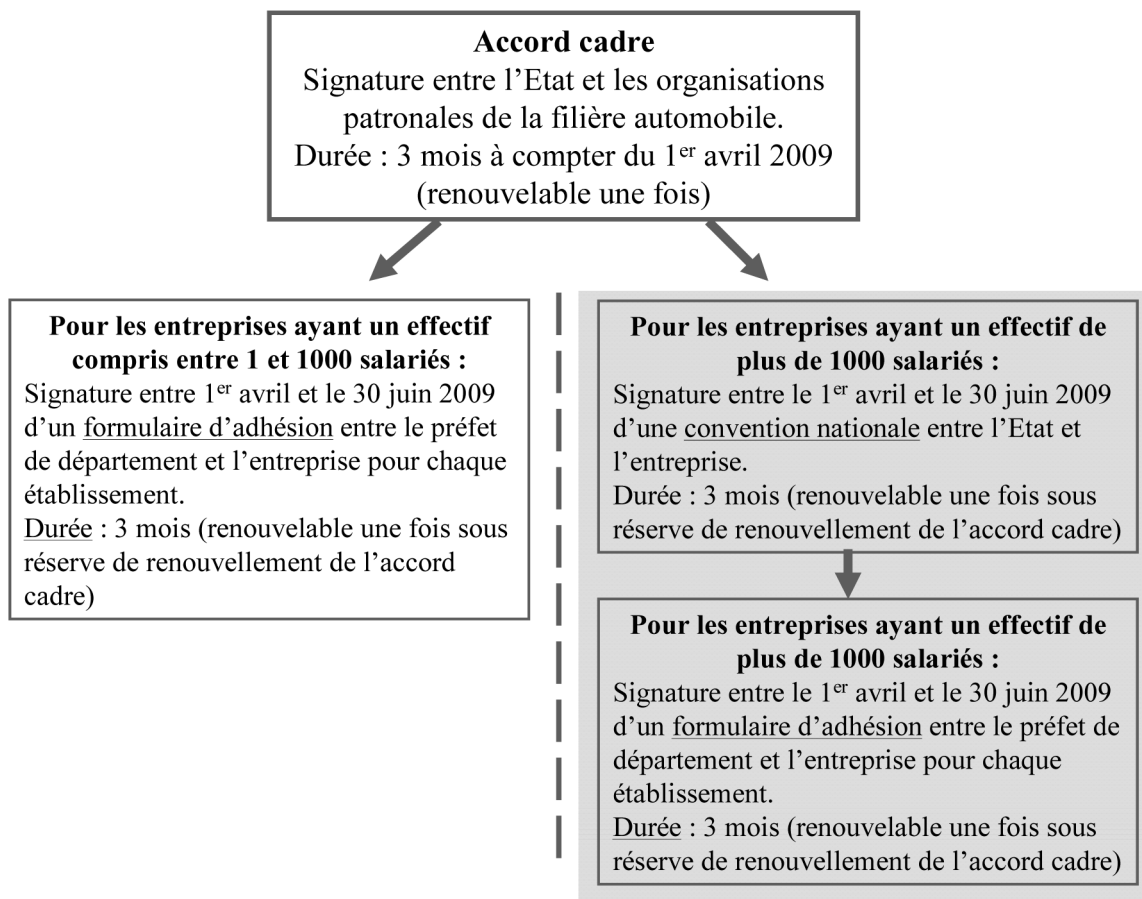 Accord cadre
Signature entre l’Etat et les organisations
patronales de la filière automobile.
Durée : 3 mois à compter du 1er avril 2009
(renouvelable une fois)
Pour les entreprises ayant un effectif
compris entre 1 et 1000 salariés :
Signature entre 1er avril et le 30 juin 2009
d’un formulaire d’adhésion entre le préfet
de département et l’entreprise pour chaque
établissement.
Durée : 3 mois (renouvelable une fois sous
réserve de renouvellement de l’accord
cadre)
Pour les entreprises ayant un effectif de
plus de 1000 salariés :
Signature entre le 1er avril et le 30 juin 2009
d’une convention nationale entre l’Etat et
l’entreprise.
Durée : 3 mois (renouvelable une fois sous
réserve de renouvellement de l’accord cadre)
Pour les entreprises ayant un effectif de
plus de 1000 salariés :
Signature entre le 1er avril et le 30 juin 2009
d’un formulaire d’adhésion entre le préfet de
département et l’entreprise pour chaque
établissement.
Durée : 3 mois (renouvelable une fois sous
réserve de renouvellement de l’accord cadre)